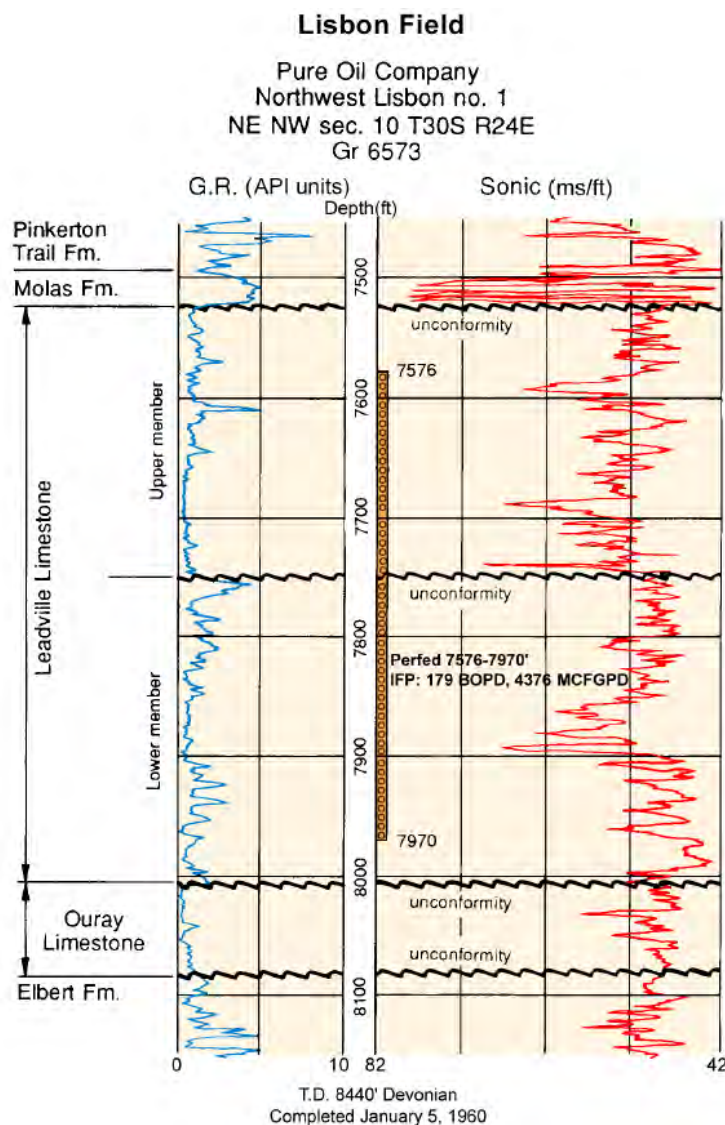 Lisbon Field
Pure Oil Company
Northwest Lisbon no. 1
NE NW sec. 10 T30S R24E
Gr 6573
G.R. (API units)
Sonic (ms/ft)
Depth(ft)
Pinkerton
Trail Fm.
Molas Fm.
7500
unconformity
7576
7600
Upper member
7700
Leadville Limestone
unconformity
7800
Perfed 7576-7970'
IFP: 179 BOPD, 4376 MCFGPD
Lower member
7900
7970
8000
unconformity
Ouray
Limestone
unconformity
Elbert Fm.
8100
0
10
82
42
T.D. 8440' Devonian
Completed January 5, 1960